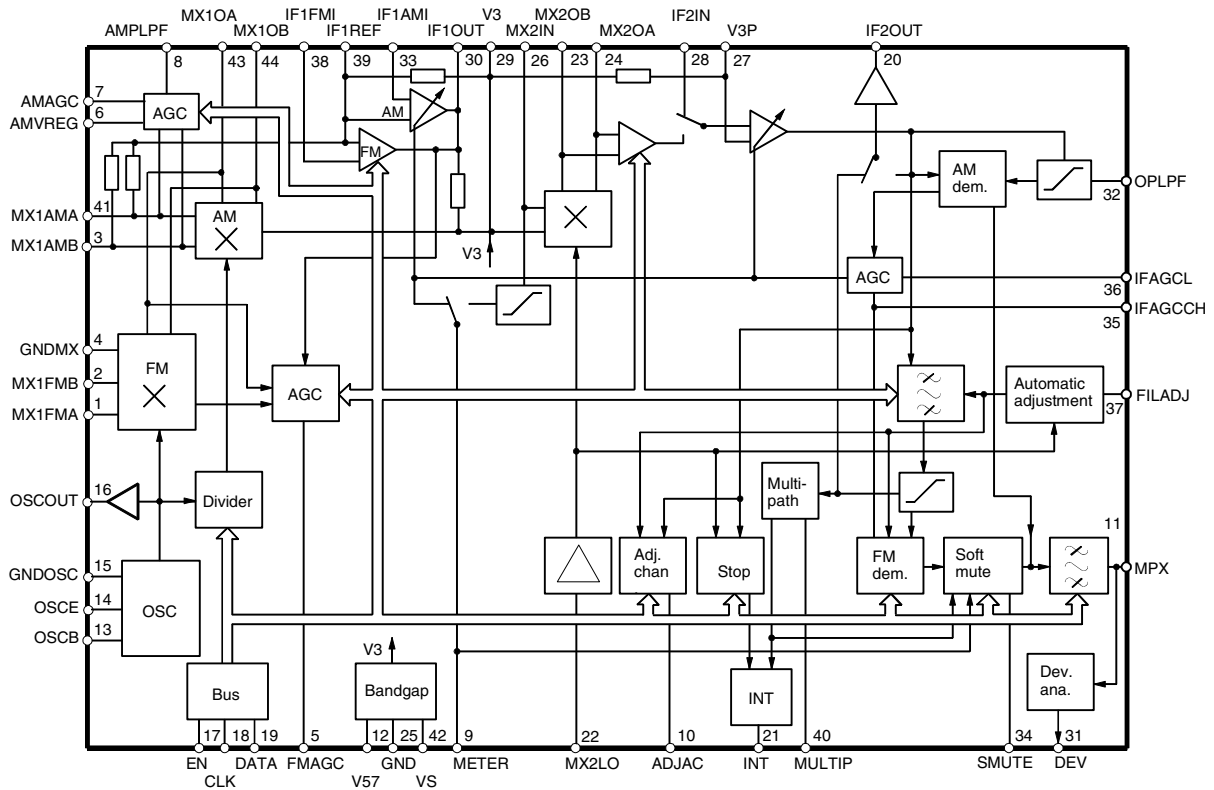 MX1OA
IF1FMI
IF1AMI
V3
MX2OB
IF2IN
IF2OUT
AMPLPF
MX1OB
IF1REF
IF1OUT
MX2IN
MX2OA
V3P
8
43
44
38
39
33
30
29
26
23
24
28
27
20
AMAGC
7
AMVREG
6
AGC
AM
FM
AM
dem.
OPLPF
32
MX1AMA
41
MX1AMB
3
AM
V3
AGC
IFAGCL
36
IFAGCCH
35
GNDMX
4
MX1FMB
2
MX1FMA
1
FM
AGC
Automatic
adjustment
FILADJ
37
OSCOUT
16
Divider
Multi-
path
11
GNDOSC
15
OSCE
14
OSCB
13
OSC
Adj.
chan
Stop
FM
dem.
Soft
mute
MPX
V3
Bus
Bandgap
INT
Dev.
ana.
17
18
19
5
12
25
42
9
22
10
21
40
34
31
EN
CLK
DATA
FMAGC
V57
GND
VS
METER
MX2LO
ADJAC
INT
MULTIP
SMUTE
DEV